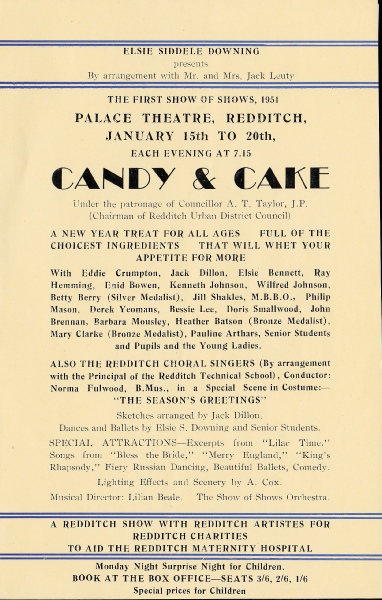 ELSIE SIDDELE DOWNING
presents
By arrangement with Mr. and Mrs. Jack Leuty
THE FIRST SHOW OF SHOWS, 1951
PALACE THEATRE, REDDITCH,
JANUARY 15th TO 20th,
EACH EVENING AT 7.15
CANDY & CAKE
Under the patronage of Councillor A. T. Taylor, J.P.
(Chairman of Redditch Urban District Council)
A NEW YEAR TREAT FOR ALL AGES FULL OF THE
CHOICEST INGREDIENTS THAT WILL WHET YOUR
APPETITE FOR MORE
With Eddie Crumpton, Jack Dillon, Elsie Bennett, Ray
Hemming, Enid Bowen, Kenneth Johnson, Wilfred Johnson,
Betty Berry (Silver Medalist), Jill Shakles, M.B.B.O., Philip
Mason, Derek Yeomans, Bessie Lee, Doris Smallwood, John
Brennan, Barbara Mousley, Heather Batson (Bronze Medalist),
Mary Clarke (Bronze Medalist), Pauline Arthars, Senior Students
and Pupils and the Young Ladies.
ALSO THE REDDITCH CHORAL SINGERS (By arrangement
with the Principal of the Redditch Technical School), Conductor:
Norma Fulwood, B.Mus., in a Special Scene in Costume:—
"THE SEASON'S GREETINGS"
Sketches arranged by Jack Dillon.
Dances and Ballets by Elsie S. Downing and Senior Students.
SPECIAL ATTRACTIONS—Excerpts from "Lilac Time."
Songs from "Bless the Bride," "Merry England," "King's
Rhapsody," Fiery Russian Dancing, Beautiful Ballets, Comedy.
Lighting Effects and Scenery by A. Cox.
Musical Director: Lilian Beale. The Show of Shows Orchestra.
A REDDITCH SHOW WITH REDDITCH ARTISTES FOR
REDDITCH CHARITIES
TO AID THE REDDITCH MATERNITY HOSPITAL
Monday Night Surprise Night for Children.
BOOK AT THE BOX OFFICE—SEATS 3/6, 2/6, 1/6
Special prices for Children